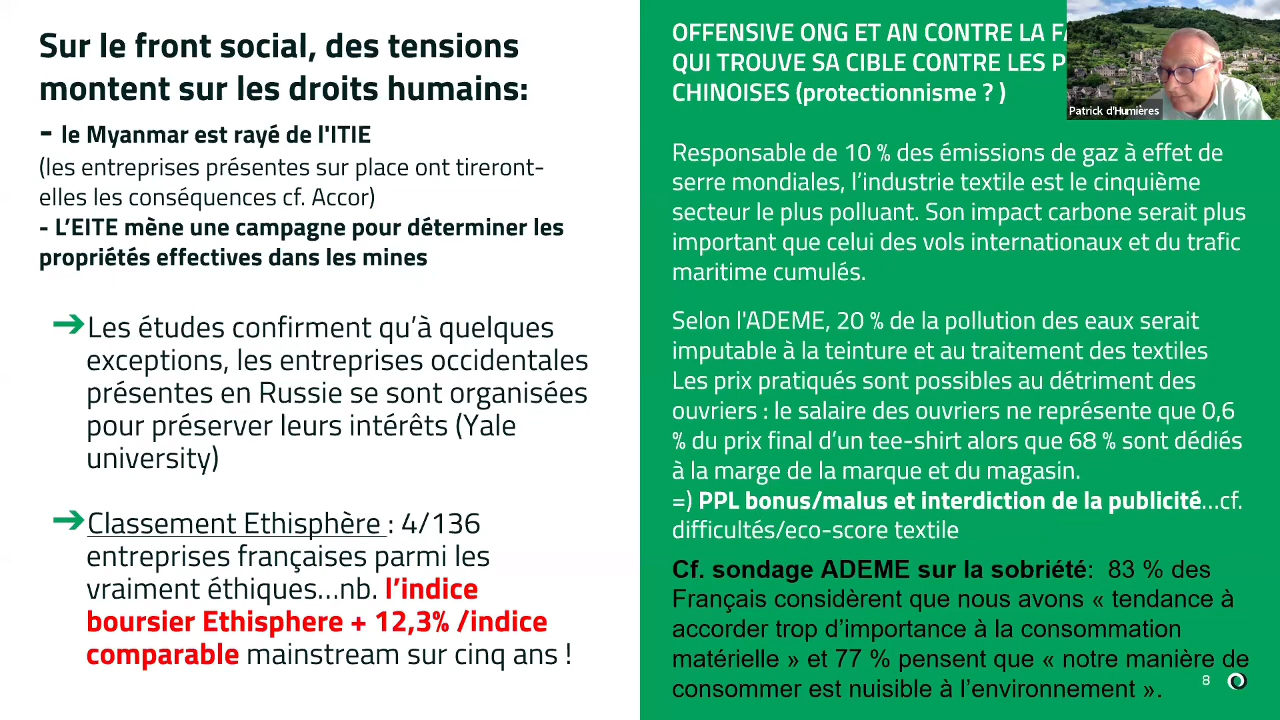 Sur le front social, des tensions
montent sur les droits humains:
- le Myanmar est rayé de l'ITIE
(les entreprises présentes sur place ont tireront-
elles les conséquences cf. Accor)
- L’EITE mène une campagne pour déterminer les
propriétés effectives dans les mines
➔Les études confirment qu’à quelques
exceptions, les entreprises occidentales
présentes en Russie se sont organisées
pour préserver leurs intérêts (Yale
university)
➔Classement Ethisphère : 4/136
entreprises françaises parmi les
vraiment éthiques…nb. l’indice
boursier Ethisphere + 12,3% /indice
comparable mainstream sur cinq ans !
OFFENSIVE ONG ET AN CONTRE LA
QUI TROUVE SA CIBLE CONTRE LES
CHINOISES (protectionnisme ? )
Patrick d'Humières
Responsable de 10 % des émissions de gaz à effet de
serre mondiales, l’industrie textile est le cinquième
secteur le plus polluant. Son impact carbone serait plus
important que celui des vols internationaux et du trafic
maritime cumulés.
Selon l'ADEME, 20 % de la pollution des eaux serait
imputable à la teinture et au traitement des textiles
Les prix pratiqués sont possibles au détriment des
ouvriers : le salaire des ouvriers ne représente que 0,6
% du prix final d’un tee-shirt alors que 68 % sont dédiés
à la marge de la marque et du magasin.
=) PPL bonus/malus et interdiction de la publicité…cf.
difficultés/eco-score textile
Cf. sondage ADEME sur la sobriété: 83 % des
Français considèrent que nous avons « tendance à
accorder trop d’importance à la consommation
matérielle » et 77 % pensent que « notre manière de
consommer est nuisible à l’environnement ».
8